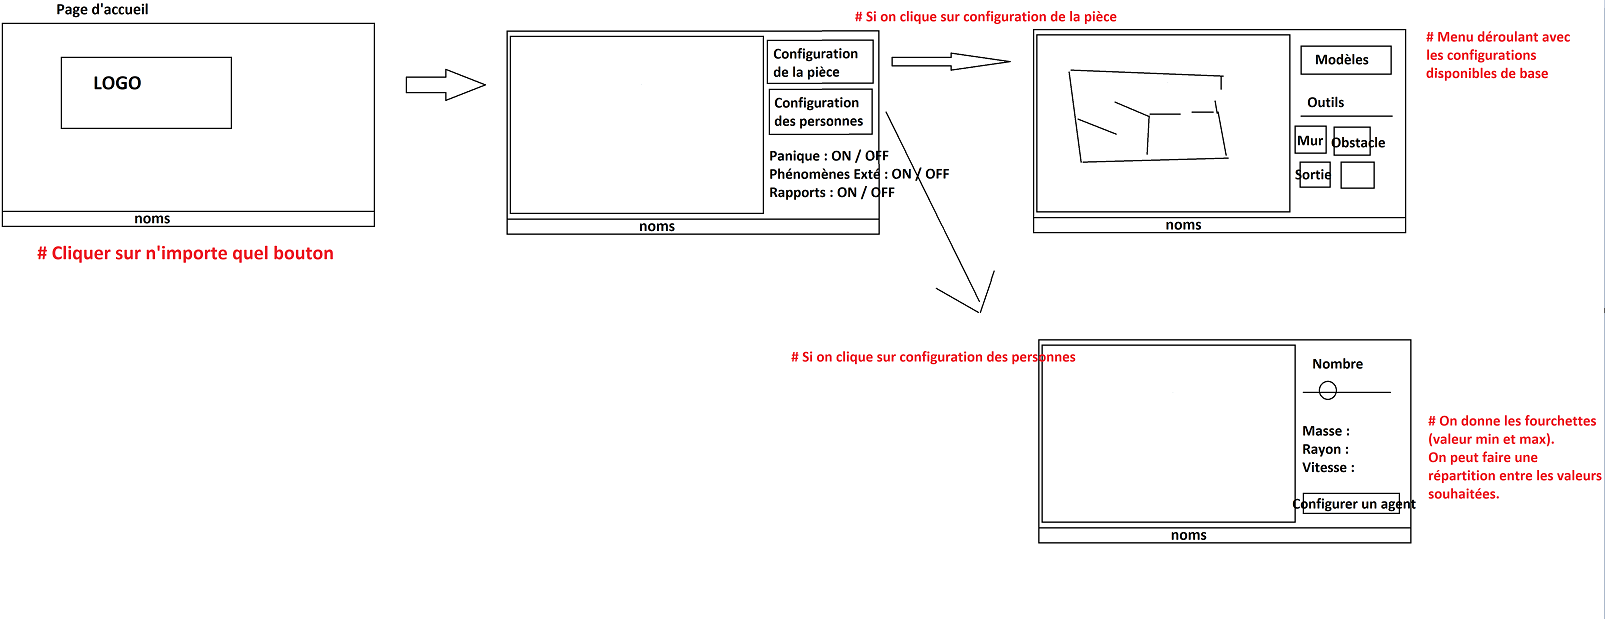 Page d'accueil
LOGO
noms
# Cliquer sur n'importe quel bouton
Configuration
de la pièce
Configuration
des personnes
Panique : ON / OFF
Phénomènes Exté : ON / OFF
Rapports : ON / OFF
noms
# Si on clique sur configuration de la pièce
Modèles
Outils
Mur
Obstacle
Sortie
noms
# Menu déroulant avec
les configurations
disponibles de base
# Si on clique sur configuration des personnes
Nombre
Masse :
Rayon :
Vitesse :
Configurer un agent
noms
# On donne les fourchettes
(valeur min et max).
On peut faire une
répartition entre les valeurs
souhaitées.